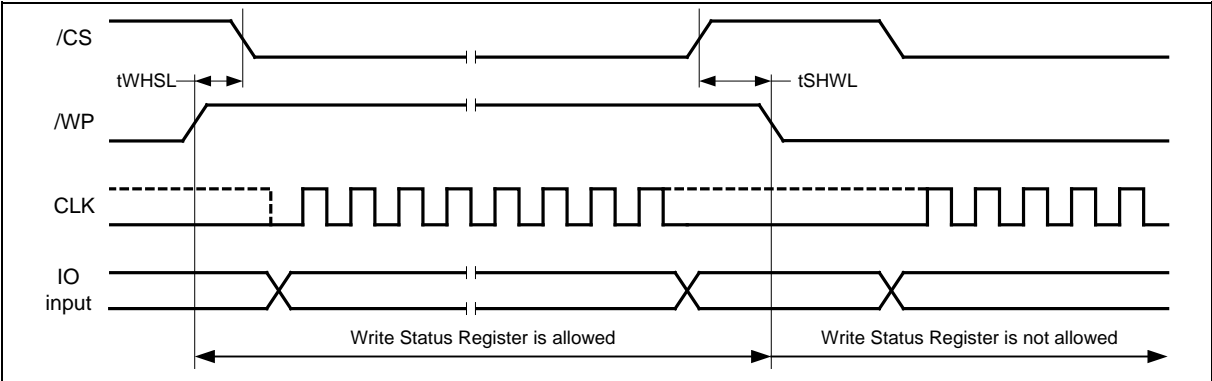 /CS
tWHSL
tSHWL
/WP
CLK
IO
input
Write Status Register is allowed
Write Status Register is not allowed